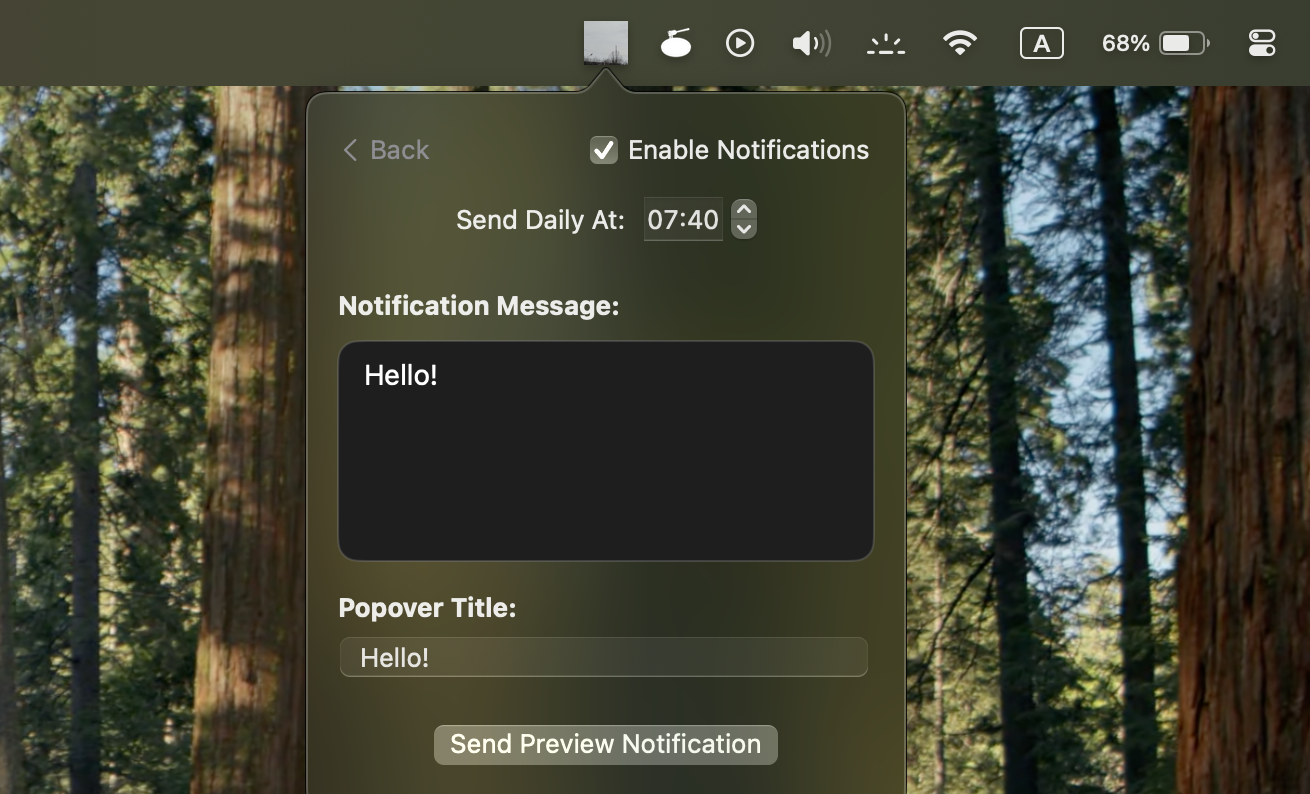 A
68%
Back
Enable Notifications
Send Daily At: 07:40
Notification Message:
Hello!
Popover Title:
Hello!
Send Preview Notification